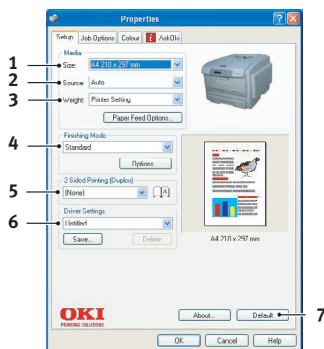 Properties
Setup Job Options Colour AskOki
Media
1 Size: A4 210 x 297 mm
2 Source: Auto
3 Weight: Printer Setting
Paper Feed Options...
Finishing Mode
4 Standard
Options
2 Sided Printing (Duplex)
5 (None)
Driver Settings
6 Untitled
Save... Delete
A4 210 x 297 mm
OKI
PRINTING SOLUTIONS
About... Default 7
OK Cancel Help